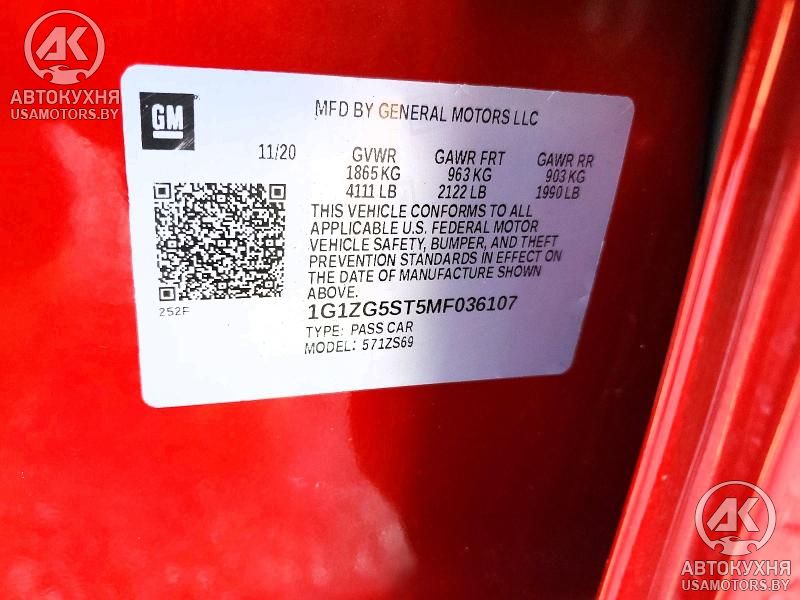 AK
АВТОКУХНЯ
USAMOTORS.BY
GM
MFD BY GENERAL MOTORS LLC
11/20 GVWR GAWR FRT GAWR RR
1865 KG 963 KG 903 KG
4111 LB 2122 LB 1990 LB
THIS VEHICLE CONFORMS TO ALL
APPLICABLE U.S. FEDERAL MOTOR
VEHICLE SAFETY, BUMPER, AND THEFT
PREVENTION STANDARDS IN EFFECT ON
THE DATE OF MANUFACTURE SHOWN
ABOVE.
252F
1G1ZG5ST5MF036107
TYPE: PASS CAR
MODEL: 571ZS69
AK
АВТОКУХНЯ
USAMOTORS.BY